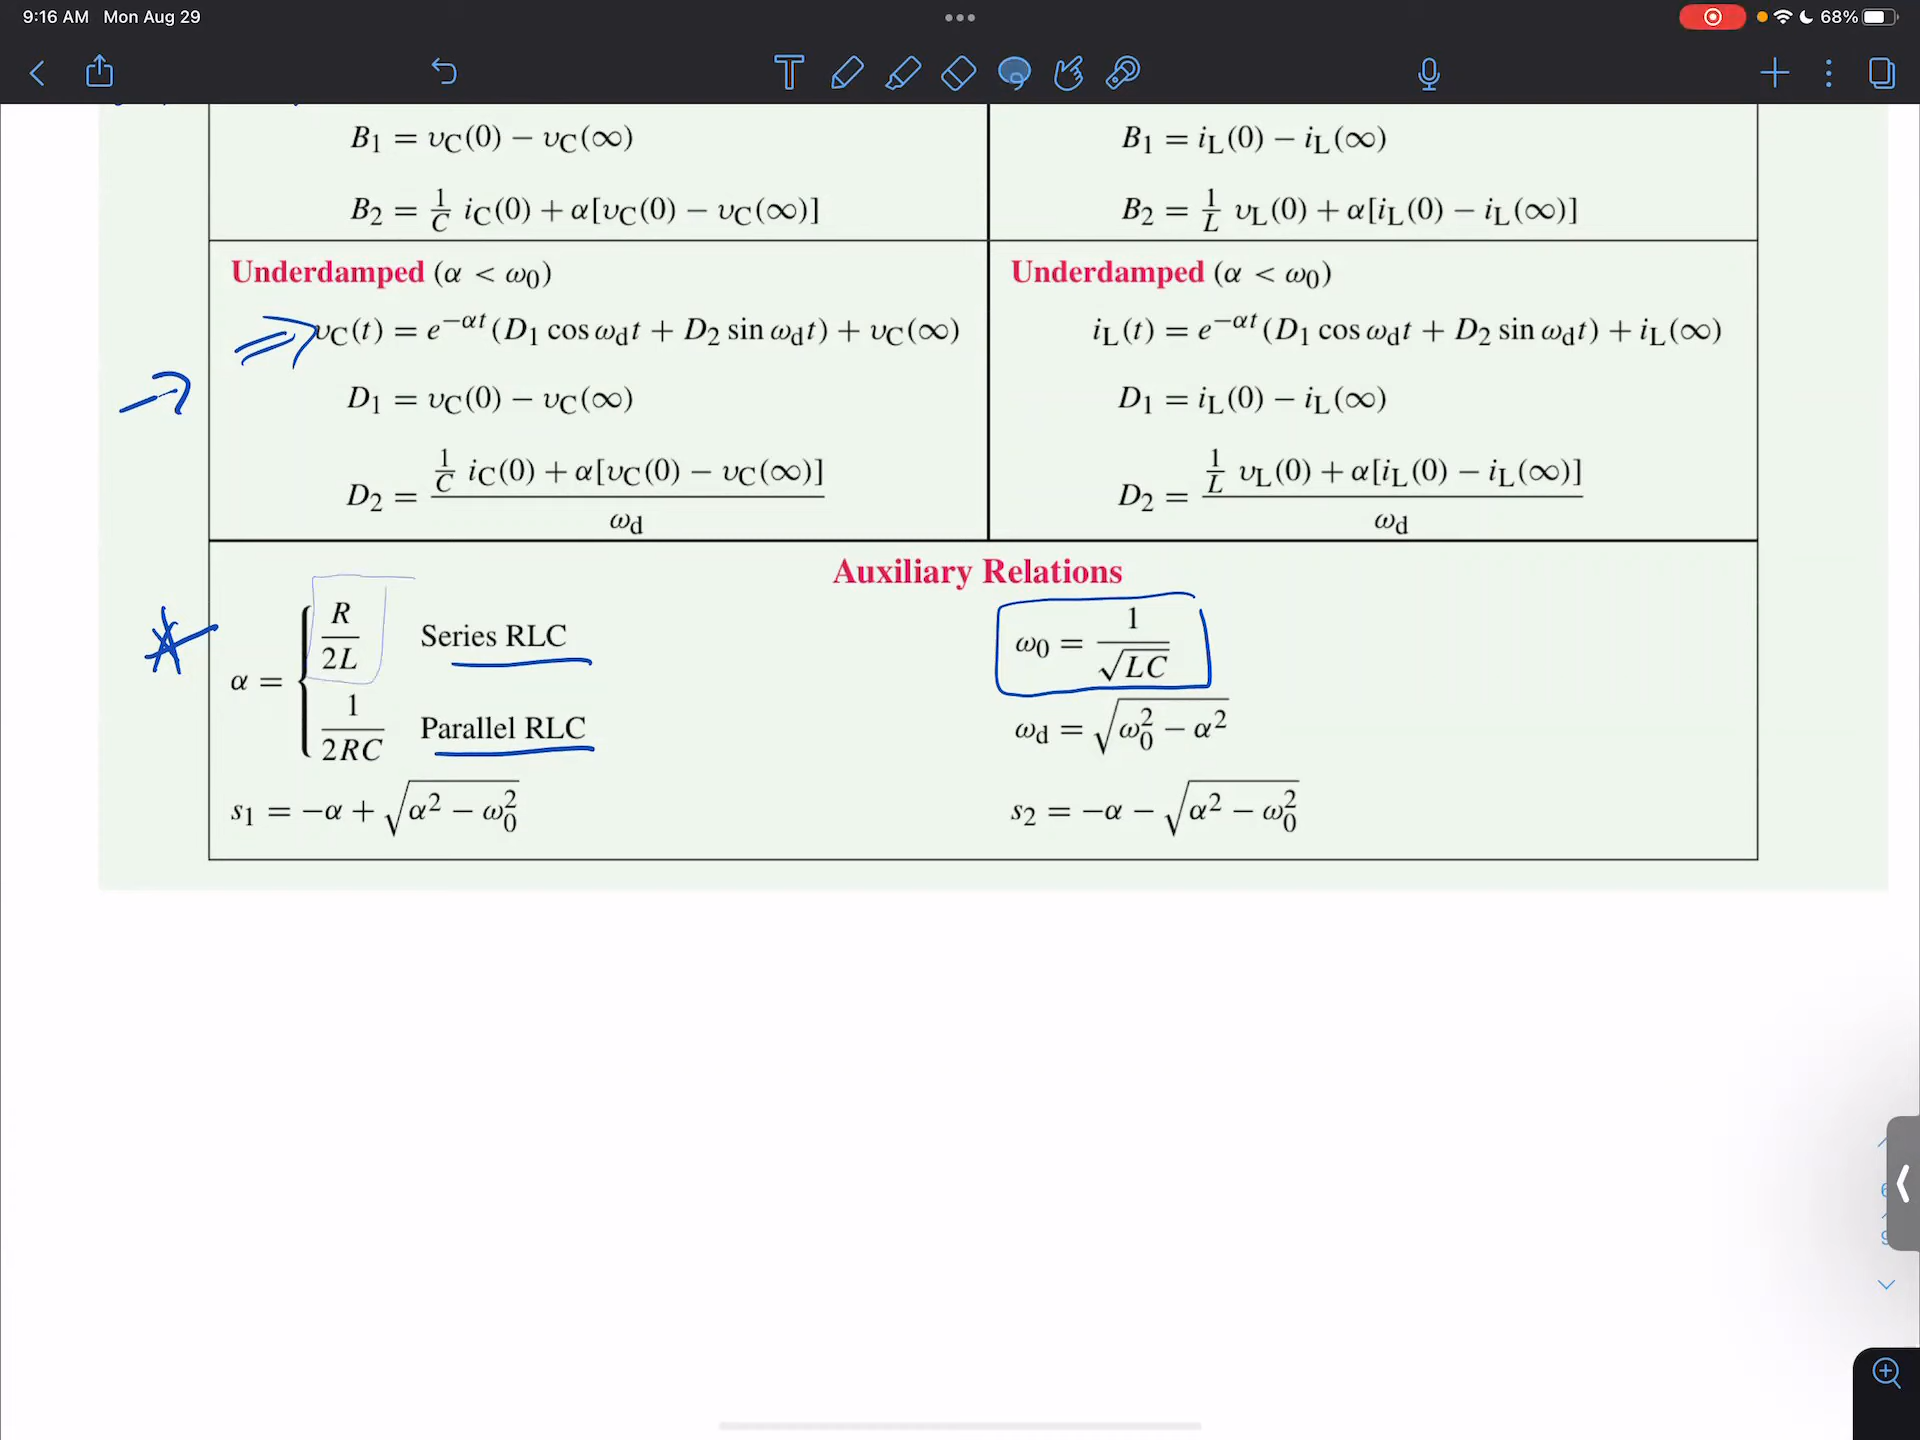 9:16 AM Mon Aug 29
68%
B₁ = υC(0) − υC(∞)
B₂ = 1/C iC(0) + α[υC(0) − υC(∞)]
B₁ = iL(0) − iL(∞)
B₂ = 1/L υL(0) + α[iL(0) − iL(∞)]
Underdamped (α < ω₀)
υC(t) = e^−αt (D₁ cos ωdt + D₂ sin ωdt) + υC(∞)
D₁ = υC(0) − υC(∞)
D₂ = (1/C iC(0) + α[υC(0) − υC(∞)]) / ωd
Underdamped (α < ω₀)
iL(t) = e^−αt (D₁ cos ωdt + D₂ sin ωdt) + iL(∞)
D₁ = iL(0) − iL(∞)
D₂ = (1/L υL(0) + α[iL(0) − iL(∞)]) / ωd
Auxiliary Relations
α = { R/2L Series RLC
1/2RC Parallel RLC
ω₀ = 1/√LC
ωd = √(ω₀² − α²)
s₁ = −α + √(α² − ω₀²)
s₂ = −α − √(α² − ω₀²)